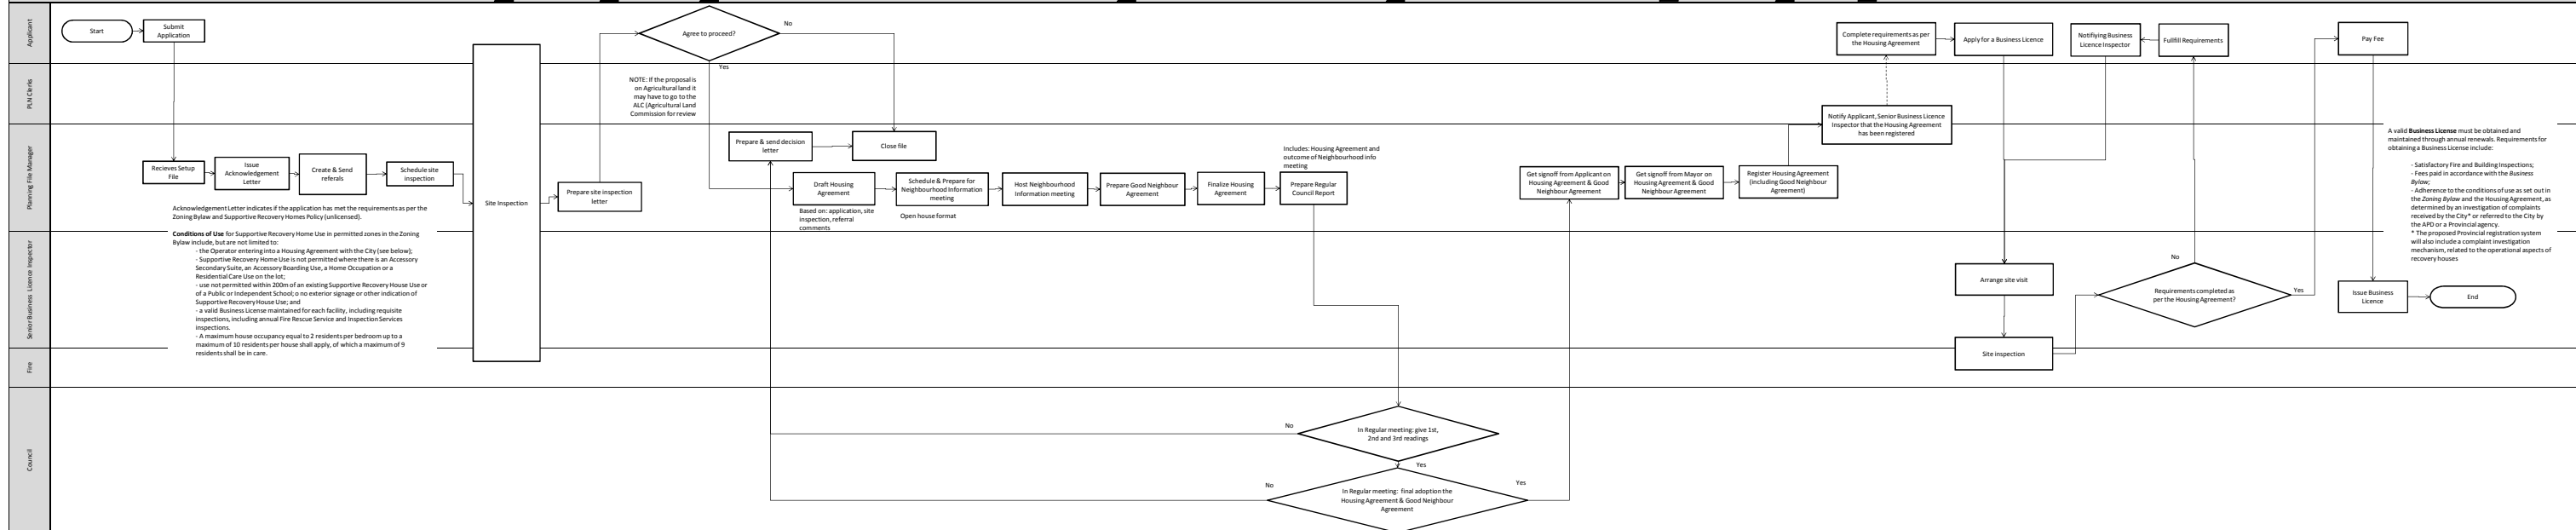 Applicant
Start
Submit
Application
Agree to proceed?
No
Yes
Complete requirements as per
the Housing Agreement
Apply for a Business Licence
Notifiying Business
Licence Inspector
Fullfill Requirements
Pay Fee
PLN Clerks
NOTE: If the proposal is
on Agricultural land it
may have to go to the
ALC (Agricultural Land
Commission for review
Notify Applicant, Senior Business Licence
Inspector that the Housing Agreement
has been registered
Planning File Manager
Recieves Setup
File
Issue
Acknowledgement
Letter
Create & Send
referrals
Schedule site
inspection
Site Inspection
Prepare site inspection
letter
Prepare & send decision
letter
Close file
Draft Housing
Agreement
Based on: application, site
inspection, referral
comments
Schedule & Prepare for
Neighbourhood Information
meeting
Open house format
Host Neighbourhood
Information meeting
Prepare Good Neighbour
Agreement
Finalize Housing
Agreement
Includes: Housing Agreement and
outcome of Neighbourhood info
meeting
Prepare Regular
Council Report
Get signoff from Applicant on
Housing Agreement & Good
Neighbour Agreement
Get signoff from Mayor on
Housing Agreement & Good
Neighbour Agreement
Register Housing Agreement
(including Good Neighbour
Agreement)
A valid Business License must be obtained and
maintained through annual renewals. Requirements for
obtaining a Business License include:
- Satisfactory Fire and Building Inspections;
- Fees paid in accordance with the Business
Bylaw;
- Adherence to the conditions of use as set out in
the Zoning Bylaw and the Housing Agreement, as
determined by an investigation of complaints
received by the City* or referred to the City by
the APD or a Provincial agency.
* The proposed Provincial registration system
will also include a complaint investigation
mechanism, related to the operational aspects of
recovery houses
Acknowledgement Letter indicates if the application has met the requirements as per the
Zoning Bylaw and Supportive Recovery Homes Policy (unlicensed).
Conditions of Use for Supportive Recovery Home Use in permitted zones in the Zoning
Bylaw include, but are not limited to:
- the Operator entering into a Housing Agreement with the City (see below);
- Supportive Recovery Home Use is not permitted where there is an Accessory
Secondary Suite, an Accessory Boarding Use, a Home Occupation or a
Residential Care Use on the lot;
- use not permitted within 200m of an existing Supportive Recovery House Use or
of a Public or Independent School; o no exterior signage or other indication of
Supportive Recovery House Use; and
- a valid Business License maintained for each facility, including requisite
inspections, including annual Fire Rescue Service and Inspection Services
inspections.
- A maximum house occupancy equal to 2 residents per bedroom up to a
maximum of 10 residents per house shall apply, of which a maximum of 9
residents shall be in care.
Senior Business Licence Inspector
Arrange site visit
No
Requirements completed as
per the Housing Agreement?
Yes
Issue Business
Licence
End
Fire
Site inspection
Council
No
In Regular meeting: give 1st,
2nd and 3rd readings
Yes
No
In Regular meeting: final adoption the
Housing Agreement & Good Neighbour
Agreement
Yes